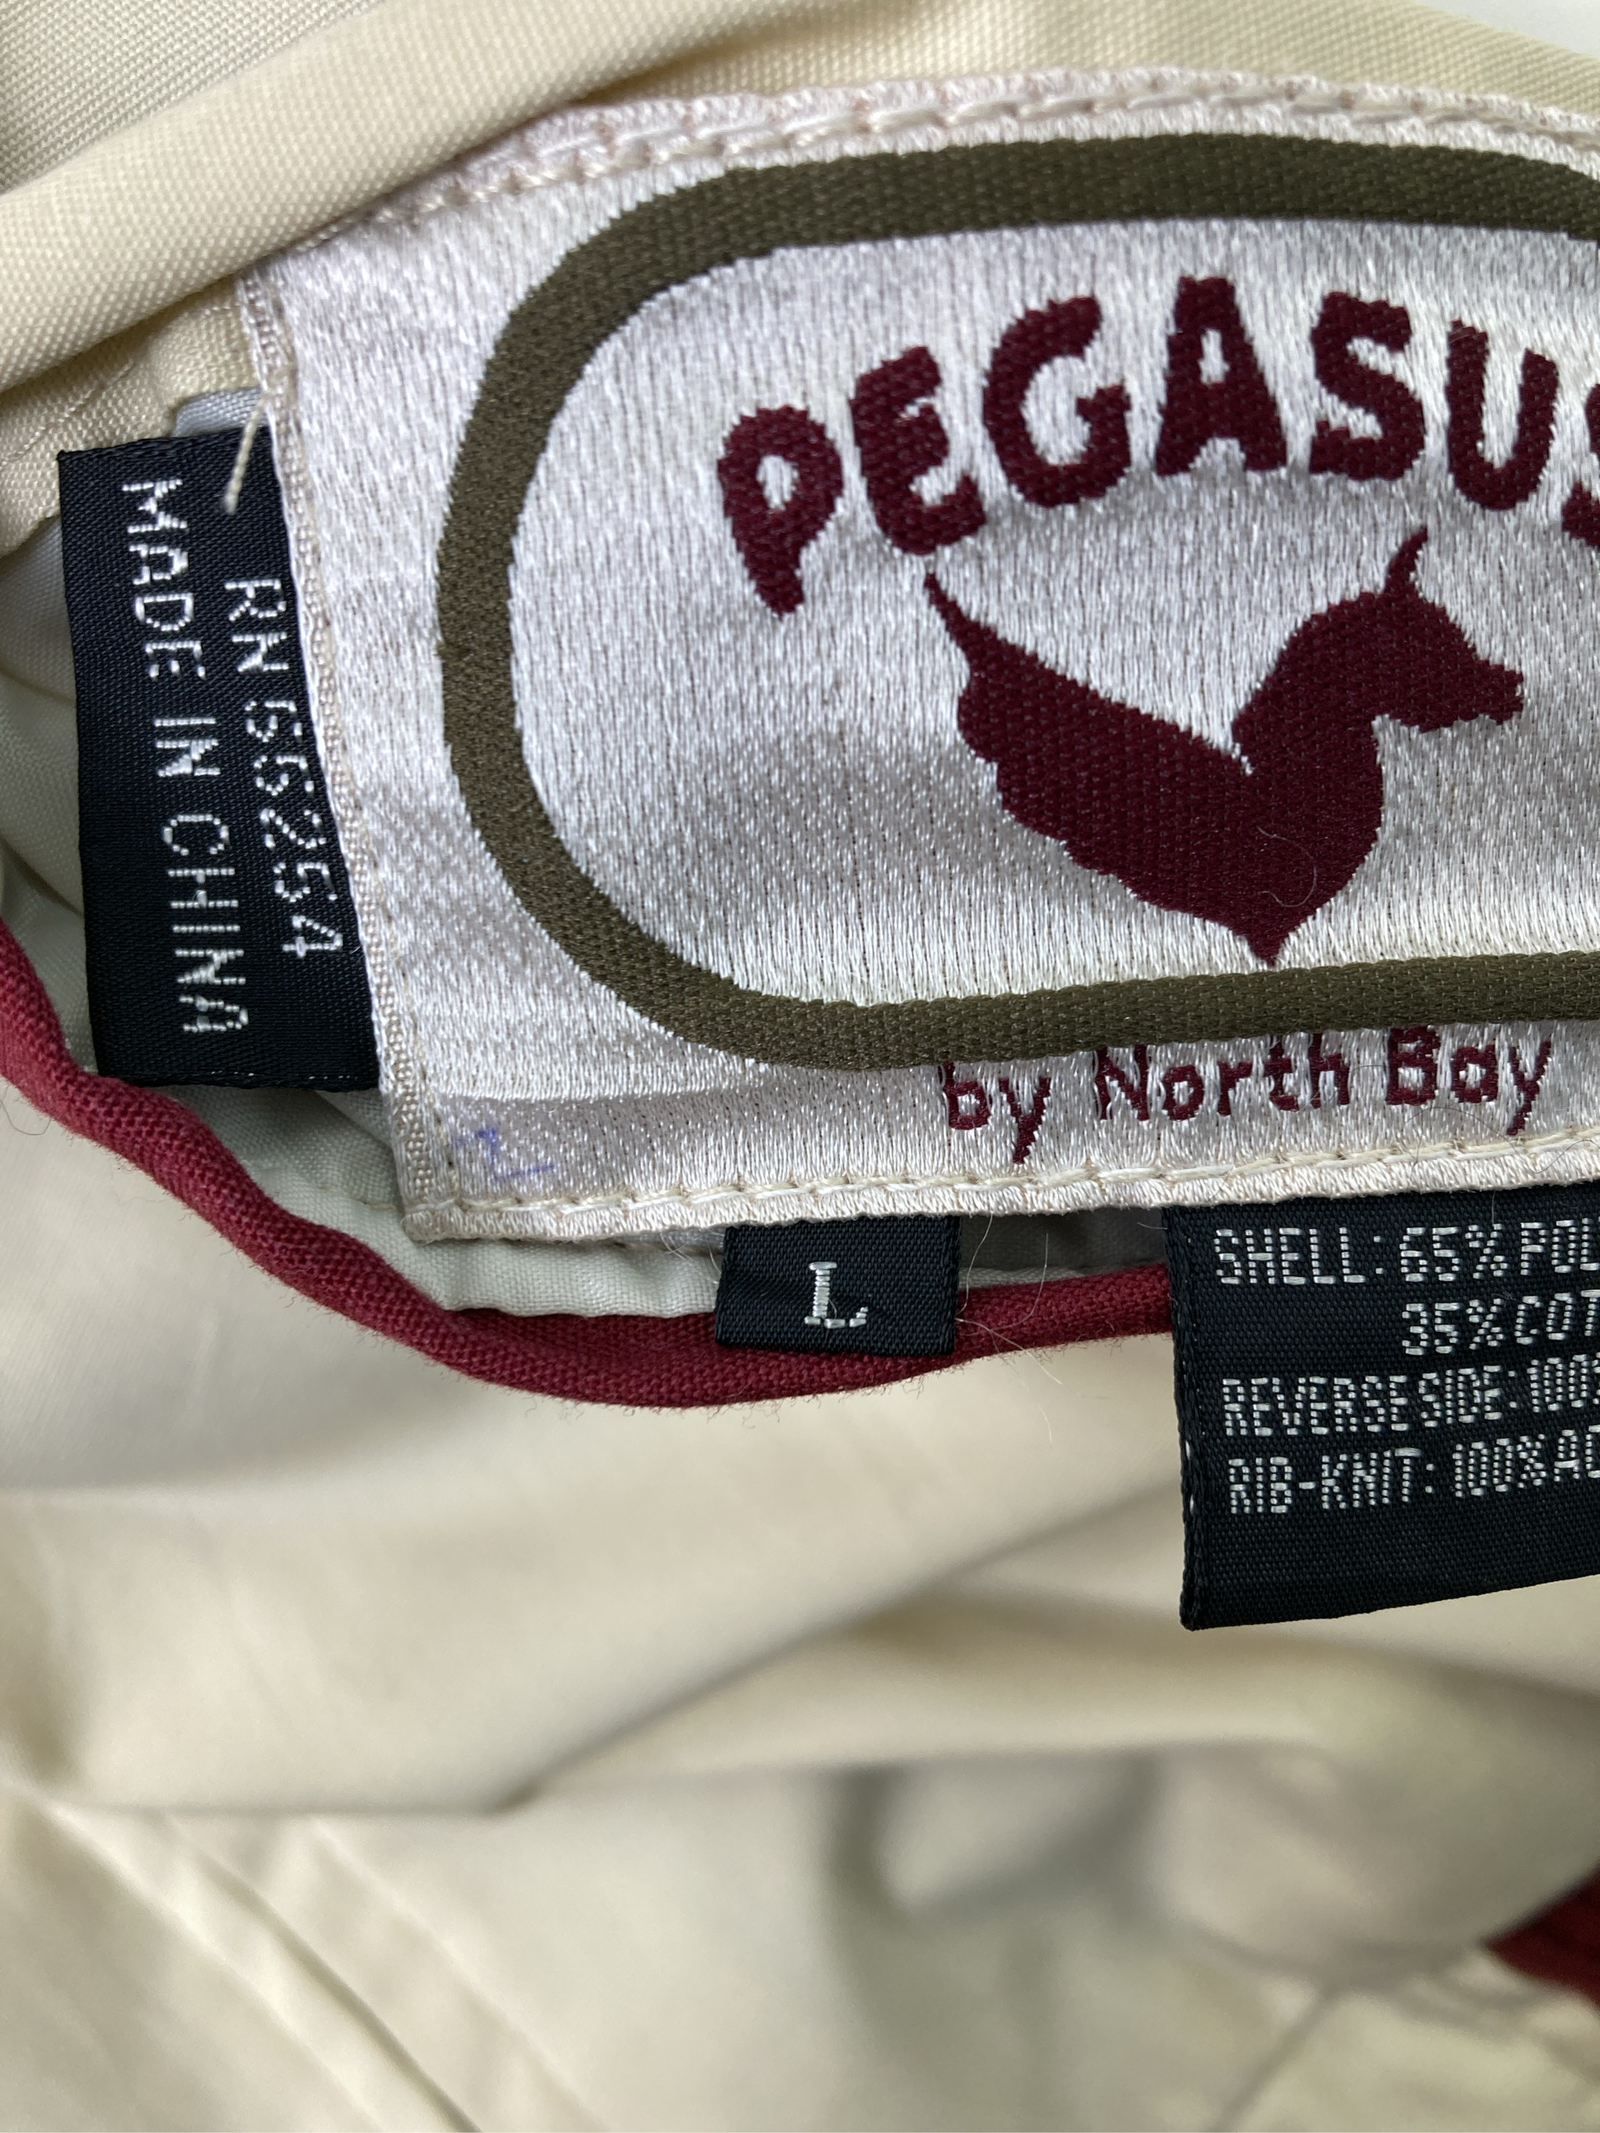 PEGASUS
by North Bay
RN 55254
MADE IN CHINA
L
L
SHELL: 65% POL
35% COT
REVERSE SIDE: 100%
RIB-KNIT: 100% AC